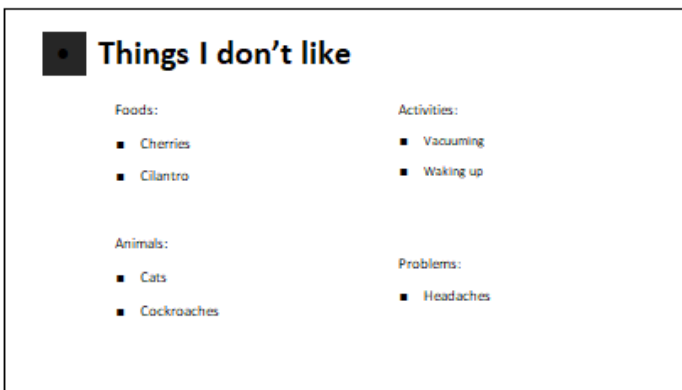 Things I don't like
Foods:
■ Cherries
■ Cilantro
Animals:
■ Cats
■ Cockroaches
Activities:
■ Vacuuming
■ Waking up
Problems:
■ Headaches